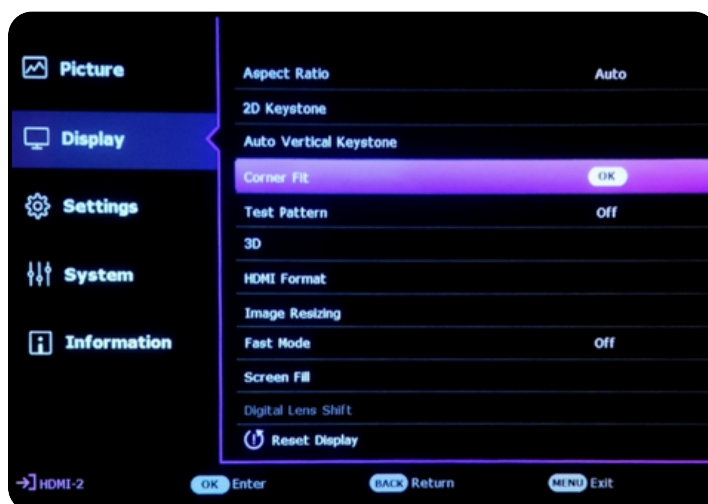 Picture
Display
Settings
System
Information
Aspect Ratio Auto
2D Keystone
Auto Vertical Keystone
Corner Fit OK
Test Pattern Off
3D
HDMI Format
Image Resizing
Fast Mode Off
Screen Fill
Digital Lens Shift
Reset Display
HDMI-2 OK Enter BACK Return MENU Exit